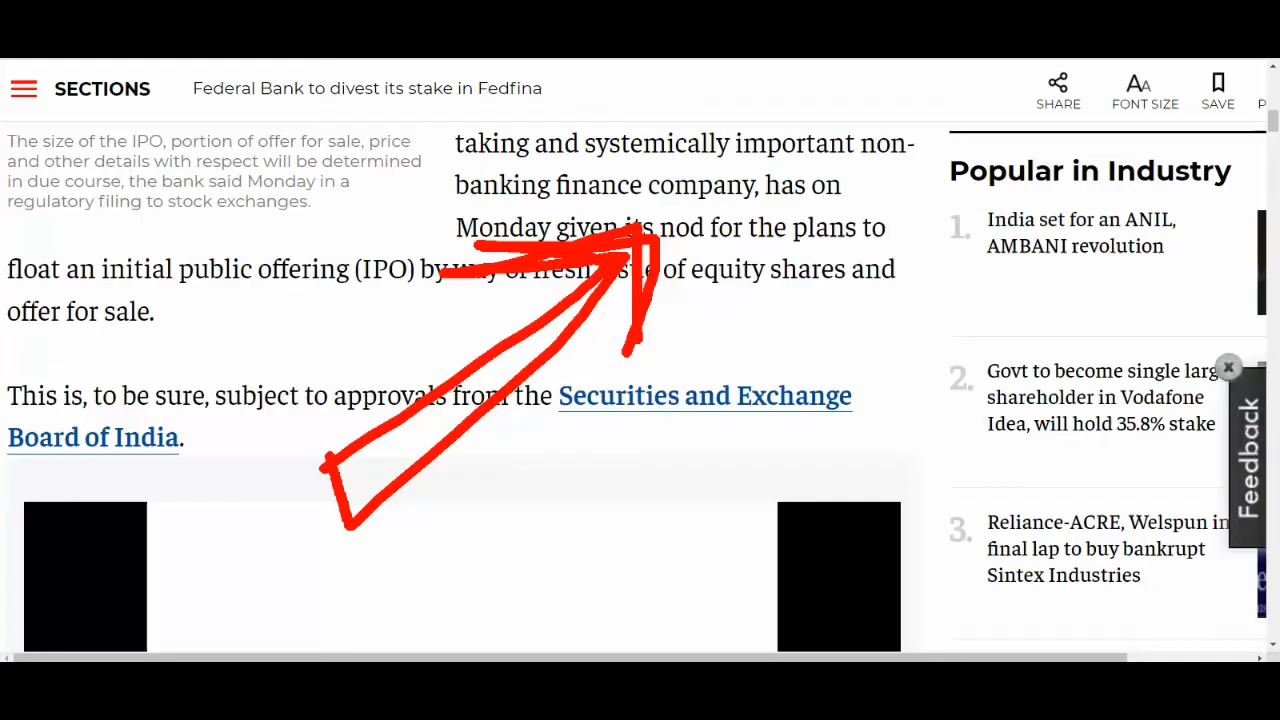 SECTIONS
Federal Bank to divest its stake in Fedfina
SHARE
FONT SIZE
SAVE
The size of the IPO, portion of offer for sale, price
and other details with respect will be determined
in due course, the bank said Monday in a
regulatory filing to stock exchanges.
taking and systemically important non-
banking finance company, has on
Monday given its nod for the plans to
float an initial public offering (IPO) by way of fresh issue of equity shares and
offer for sale.
This is, to be sure, subject to approvals from the Securities and Exchange
Board of India.
Popular in Industry
1.
India set for an ANIL,
AMBANI revolution
2.
Govt to become single
shareholder in Vodafone
Idea, will hold 35.8% stake
3.
Reliance-ACRE, Welspun in
final lap to buy bankrupt
Sintex Industries
Feedback